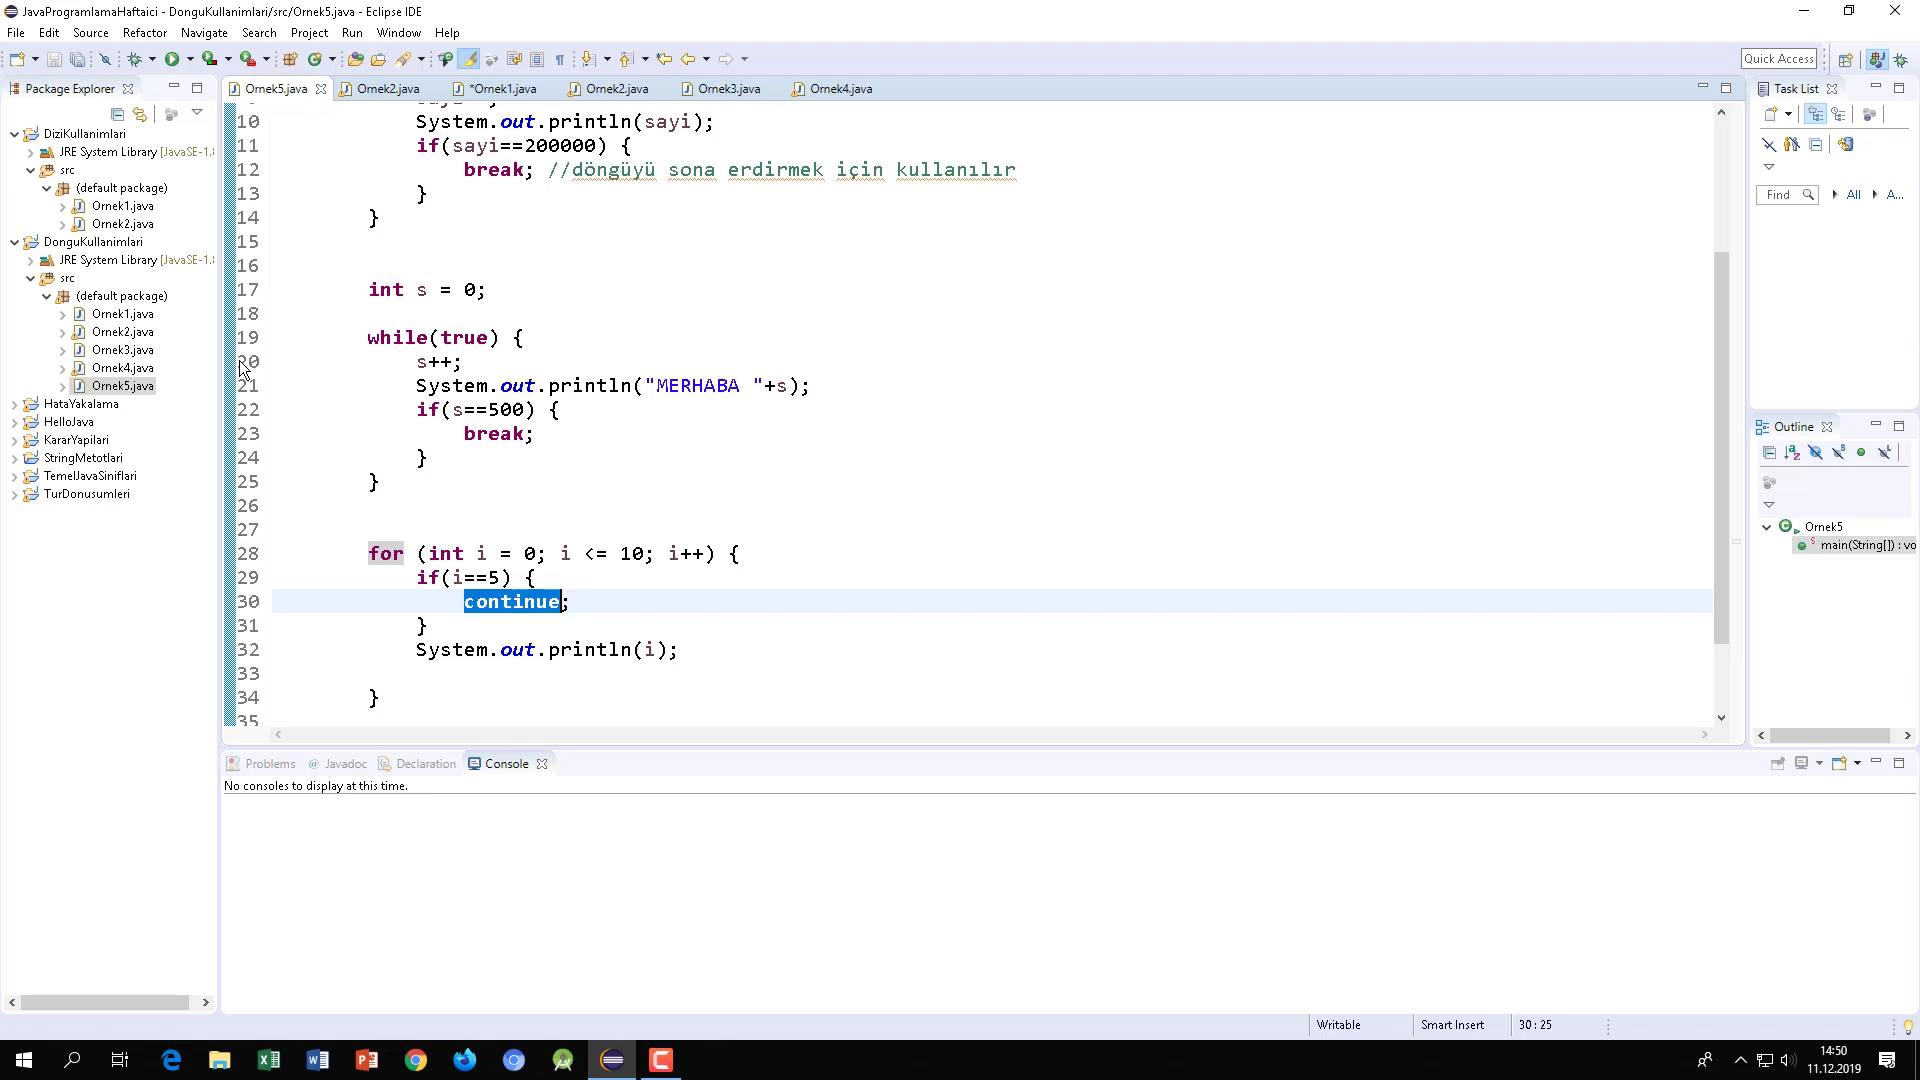 JavaProgramlamaHaftaici - DonguKullanimlari/src/Ornek5.java - Eclipse IDE
File Edit Source Refactor Navigate Search Project Run Window Help
Quick Access
Package Explorer
Ornek5.java Ornek2.java *Ornek1.java Ornek2.java Ornek3.java Ornek4.java
Task List
DiziKullanimlari
JRE System Library [JavaSE-1.
src
(default package)
Ornek1.java
Ornek2.java
DonguKullanimlari
JRE System Library [JavaSE-1.
src
(default package)
Ornek1.java
Ornek2.java
Ornek3.java
Ornek4.java
Ornek5.java
HataYakalama
HelloJava
KararYapilari
StringMetotlari
TemelJavaSiniflari
TurDonusumleri
10 System.out.println(sayi);
11 if(sayi==200000) {
12 break; //döngüyü sona erdirmek için kullanılır
13 }
14 }
15
16
17 int s = 0;
18
19 while(true) {
20 s++;
21 System.out.println("MERHABA "+s);
22 if(s==500) {
23 break;
24 }
25 }
26
27
28 for (int i = 0; i <= 10; i++) {
29 if(i==5) {
30 continue;
31 }
32 System.out.println(i);
33
34 }
35
Find All A...
Outline
Ornek5
main(String[]) : vo
Problems Javadoc Declaration Console
No consoles to display at this time.
Writable Smart Insert 30 : 25
14:50
11.12.2019